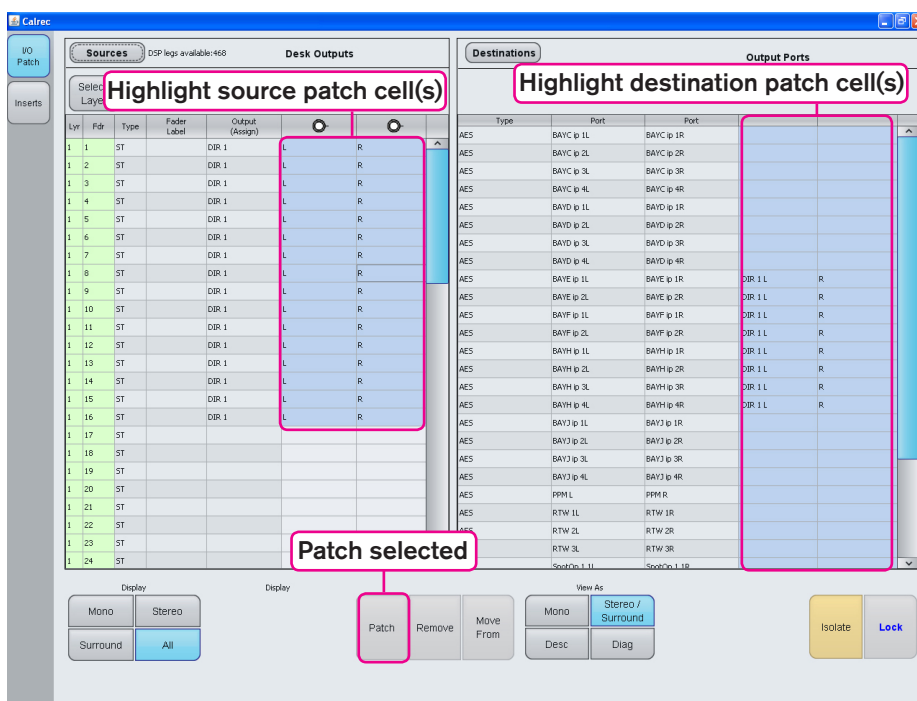 Calrec
I/O Patch
Inserts
Sources DSP legs available:468 Desk Outputs
Destinations Output Ports
Selec
Laye
Highlight source patch cell(s)
Highlight destination patch cell(s)
Lyr Fdr Type Fader Label Output (Assign)
1 1 ST DIR 1 L R
1 2 ST DIR 1 L R
1 3 ST DIR 1 L R
1 4 ST DIR 1 L R
1 5 ST DIR 1 L R
1 6 ST DIR 1 L R
1 7 ST DIR 1 L R
1 8 ST DIR 1 L R
1 9 ST DIR 1 L R
1 10 ST DIR 1 L R
1 11 ST DIR 1 L R
1 12 ST DIR 1 L R
1 13 ST DIR 1 L R
1 14 ST DIR 1 L R
1 15 ST DIR 1 L R
1 16 ST DIR 1 L R
1 17 ST
1 18 ST
1 19 ST
1 20 ST
1 21 ST
1 22 ST
1 23 ST
1 24 ST
Type Port Port
AES BAYC ip 1L BAYC ip 1R
AES BAYC ip 2L BAYC ip 2R
AES BAYC ip 3L BAYC ip 3R
AES BAYC ip 4L BAYC ip 4R
AES BAYD ip 1L BAYD ip 1R
AES BAYD ip 2L BAYD ip 2R
AES BAYD ip 3L BAYD ip 3R
AES BAYD ip 4L BAYD ip 4R
AES BAYE ip 1L BAYE ip 1R DIR 1 L R
AES BAYE ip 2L BAYE ip 2R DIR 1 L R
AES BAYF ip 1L BAYF ip 1R DIR 1 L R
AES BAYF ip 2L BAYF ip 2R DIR 1 L R
AES BAYH ip 1L BAYH ip 1R DIR 1 L R
AES BAYH ip 2L BAYH ip 2R DIR 1 L R
AES BAYH ip 3L BAYH ip 3R DIR 1 L R
AES BAYH ip 4L BAYH ip 4R DIR 1 L R
AES BAYJ ip 1L BAYJ ip 1R
AES BAYJ ip 2L BAYJ ip 2R
AES BAYJ ip 3L BAYJ ip 3R
AES BAYJ ip 4L BAYJ ip 4R
AES PPM L PPM R
AES RTW 1L RTW 1R
AES RTW 2L RTW 2R
RTW 3L RTW 3R
SpotOp 1 1L SpotOp 1 1R
Patch selected
Display Display View As
Mono Stereo
Surround All
Patch Remove Move From
Mono Stereo / Surround
Desc Diag
Isolate Lock